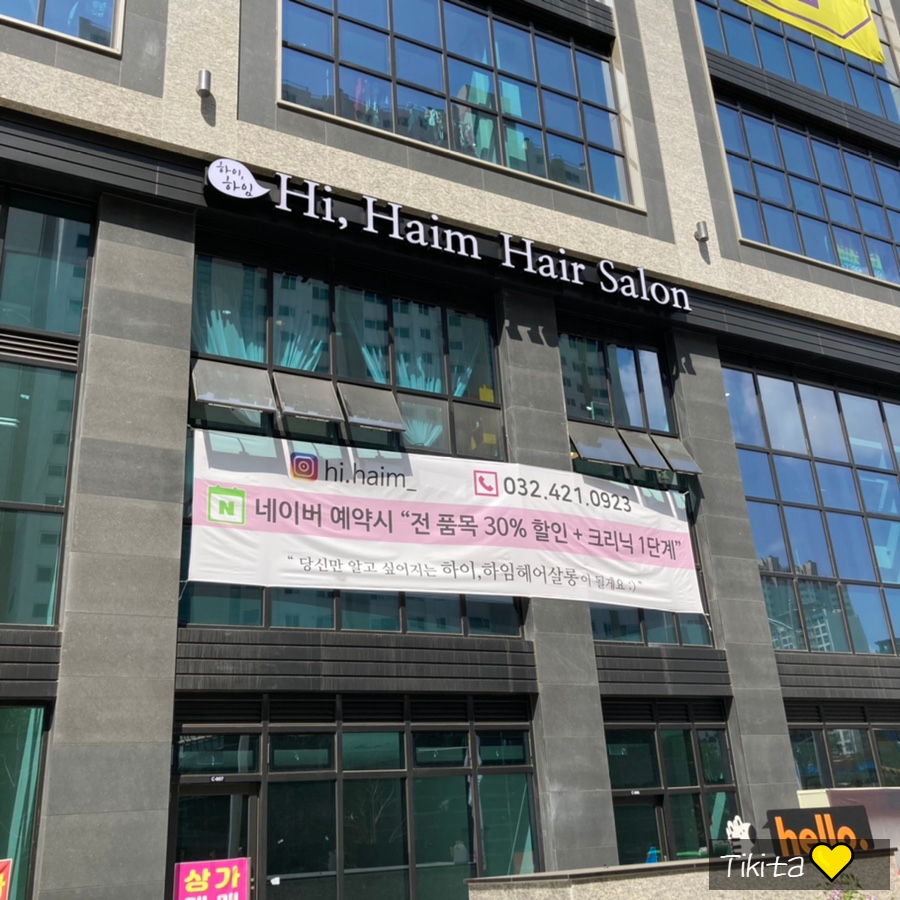 하이,
하임
Hi, Haim Hair Salon
hi.haim_
032.421.0923
N
네이버 예약시 “전 품목 30% 할인 + 크리닉 1단계”
“ 당신만 알고 싶어지는 하이,하임헤어살롱이 될게요 :) ”
C-007
hello.
상가
Tikita